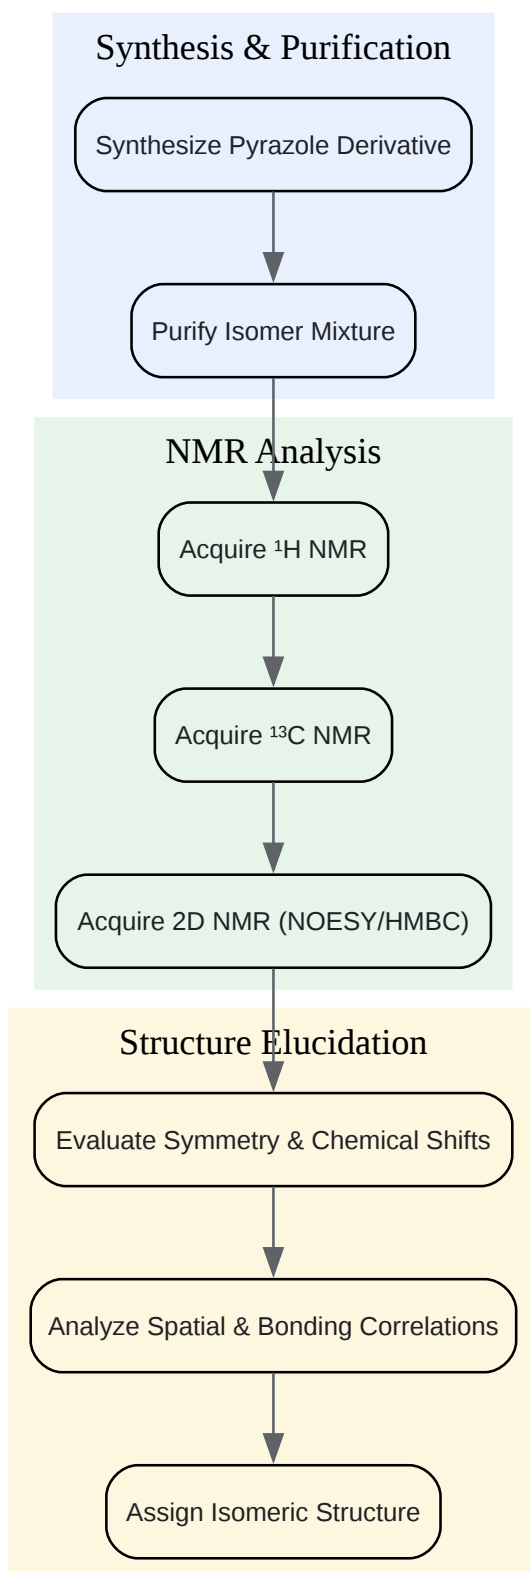 Synthesis & Purification
Synthesize Pyrazole Derivative
Purify Isomer Mixture
NMR Analysis
Acquire ¹H NMR
Acquire ¹³C NMR
Acquire 2D NMR (NOESY/HMBC)
Structure Elucidation
Evaluate Symmetry & Chemical Shifts
Analyze Spatial & Bonding Correlations
Assign Isomeric Structure